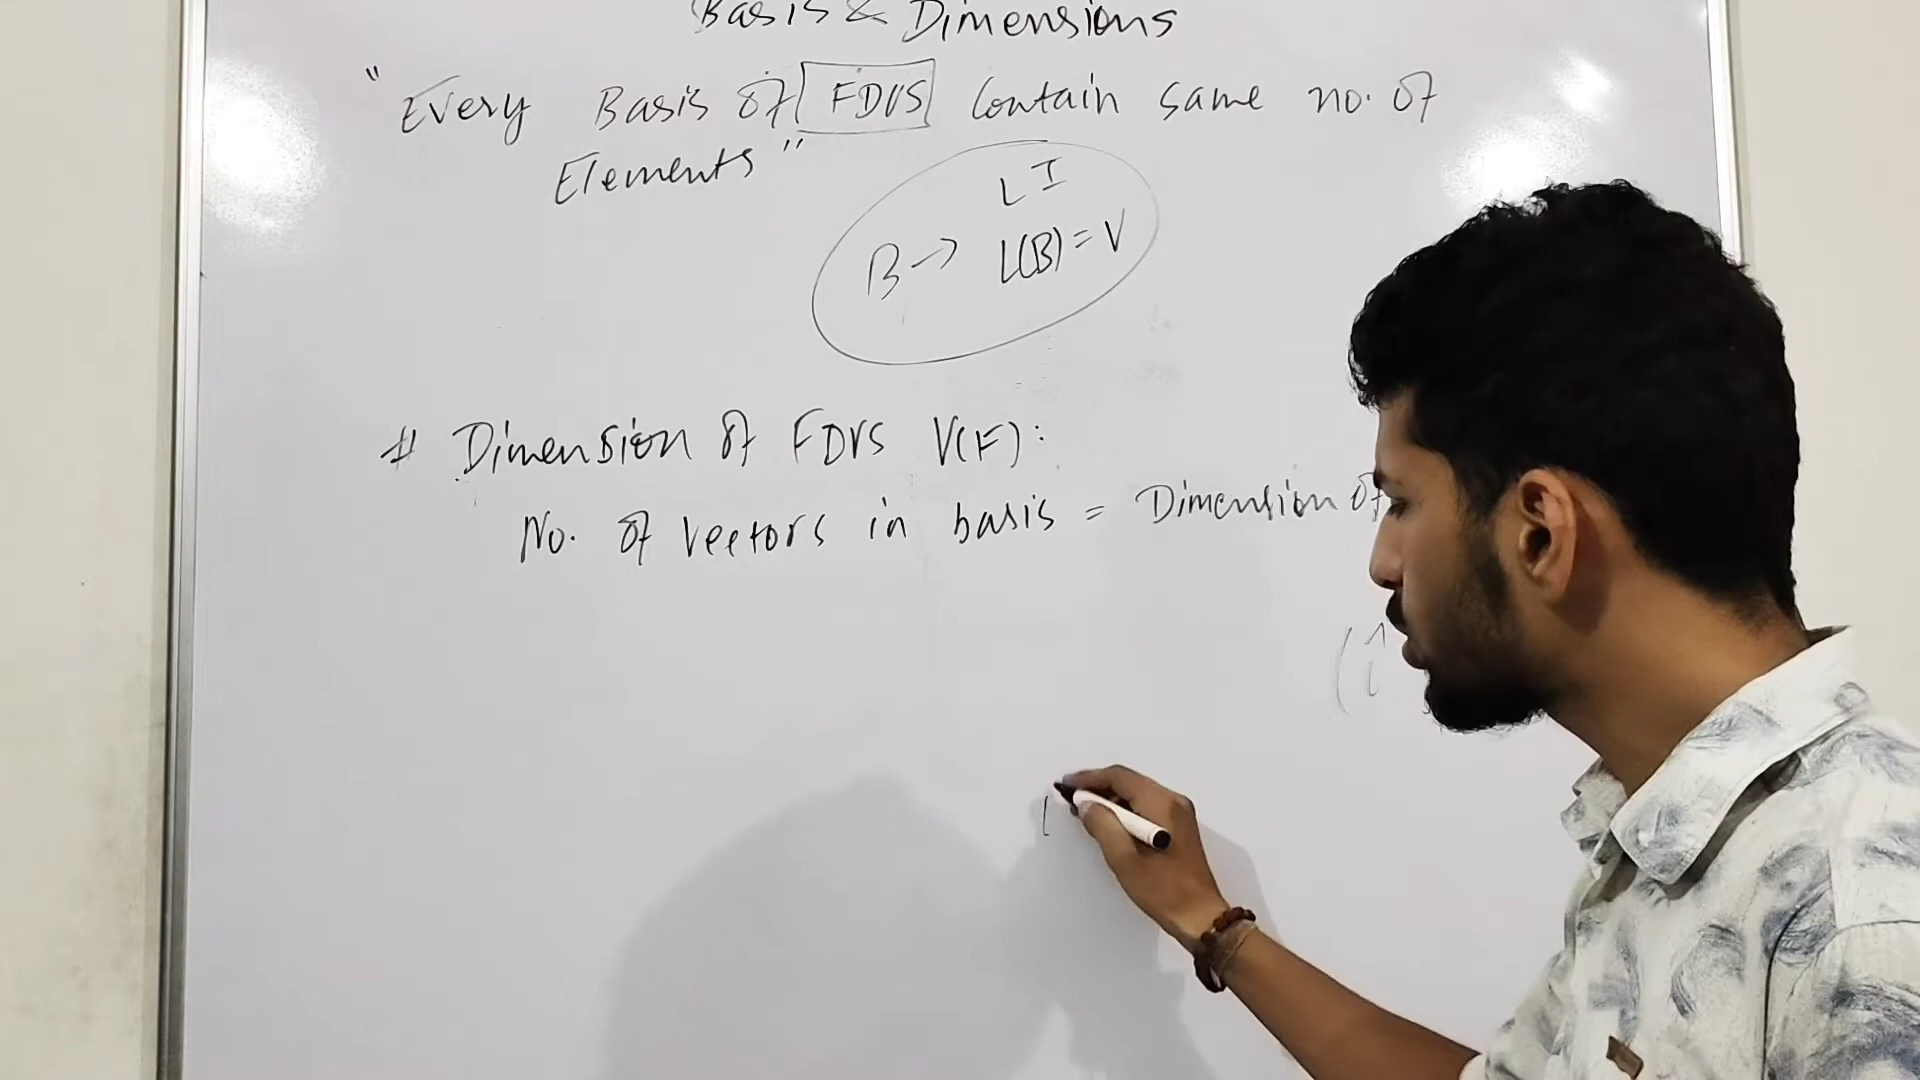 Basis & Dimensions
"Every Basis of FDVS Contain same no. of
Elements"
LI
B → L(B) = V
# Dimension of FDVS V(F):
No. of vectors in basis = Dimension of
(î
(